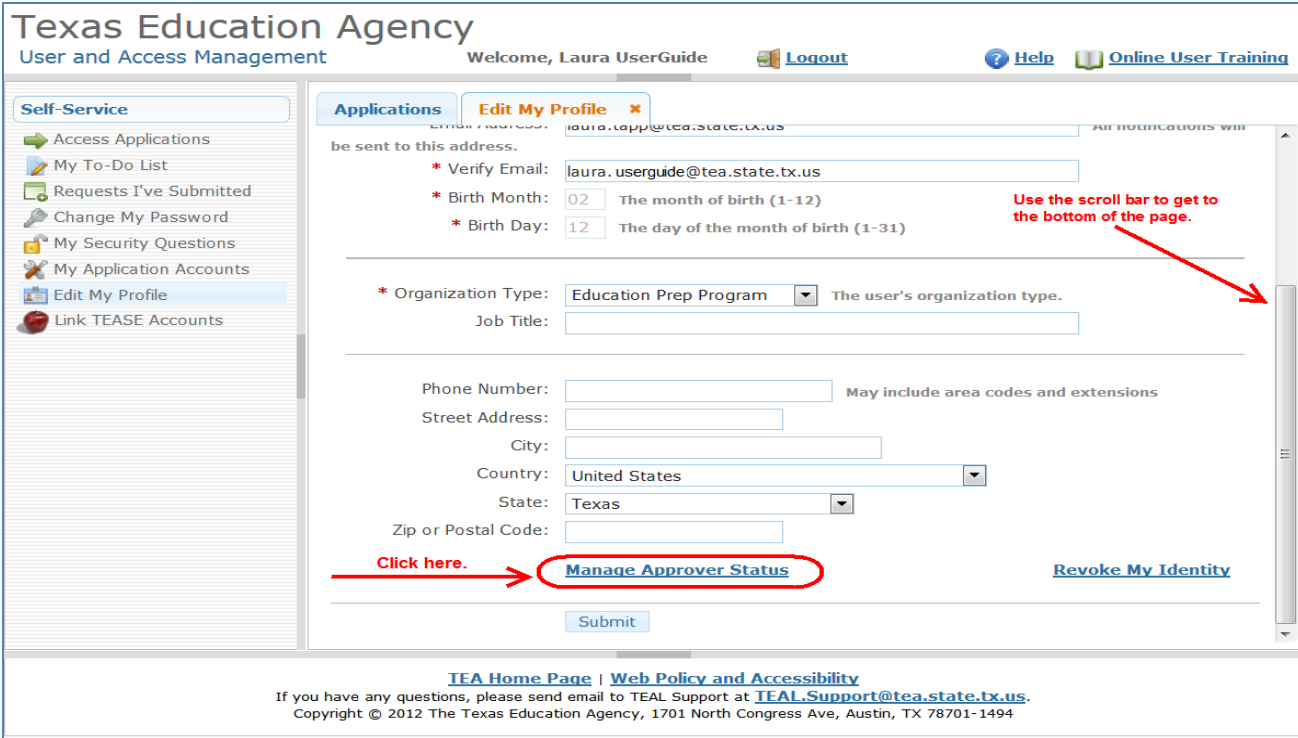 Texas Education Agency
User and Access Management
Welcome, Laura UserGuide
Logout
Help
Online User Training
Self-Service
Access Applications
My To-Do List
Requests I've Submitted
Change My Password
My Security Questions
My Application Accounts
Edit My Profile
Link TEASE Accounts
Applications
Edit My Profile
Email Address: laura.tapp@tea.state.tx.us All notifications will
be sent to this address.
* Verify Email: laura.userguide@tea.state.tx.us
* Birth Month: 02 The month of birth (1-12)
* Birth Day: 12 The day of the month of birth (1-31)
Use the scroll bar to get to
the bottom of the page.
* Organization Type: Education Prep Program The user's organization type.
Job Title:
Phone Number: May include area codes and extensions
Street Address:
City:
Country: United States
State: Texas
Zip or Postal Code:
Click here.
Manage Approver Status
Revoke My Identity
Submit
TEA Home Page | Web Policy and Accessibility
If you have any questions, please send email to TEAL Support at TEAL.Support@tea.state.tx.us.
Copyright © 2012 The Texas Education Agency, 1701 North Congress Ave, Austin, TX 78701-1494